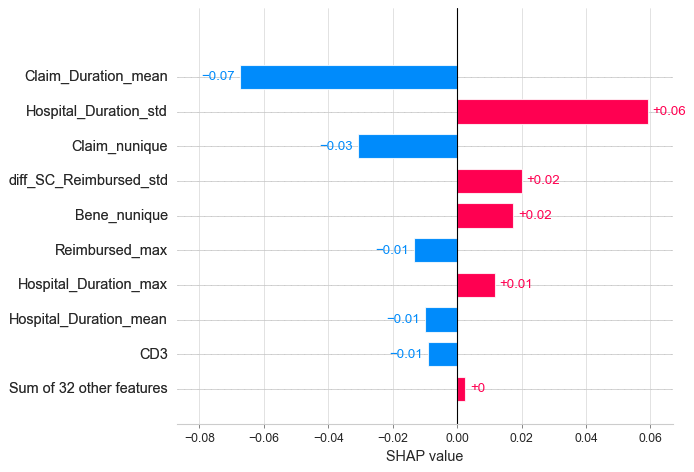 Claim_Duration_mean −0.07
Hospital_Duration_std +0.06
Claim_nunique −0.03
diff_SC_Reimbursed_std +0.02
Bene_nunique +0.02
Reimbursed_max −0.01
Hospital_Duration_max +0.01
Hospital_Duration_mean −0.01
CD3 −0.01
Sum of 32 other features +0
−0.08 −0.06 −0.04 −0.02 0.00 0.02 0.04 0.06
SHAP value